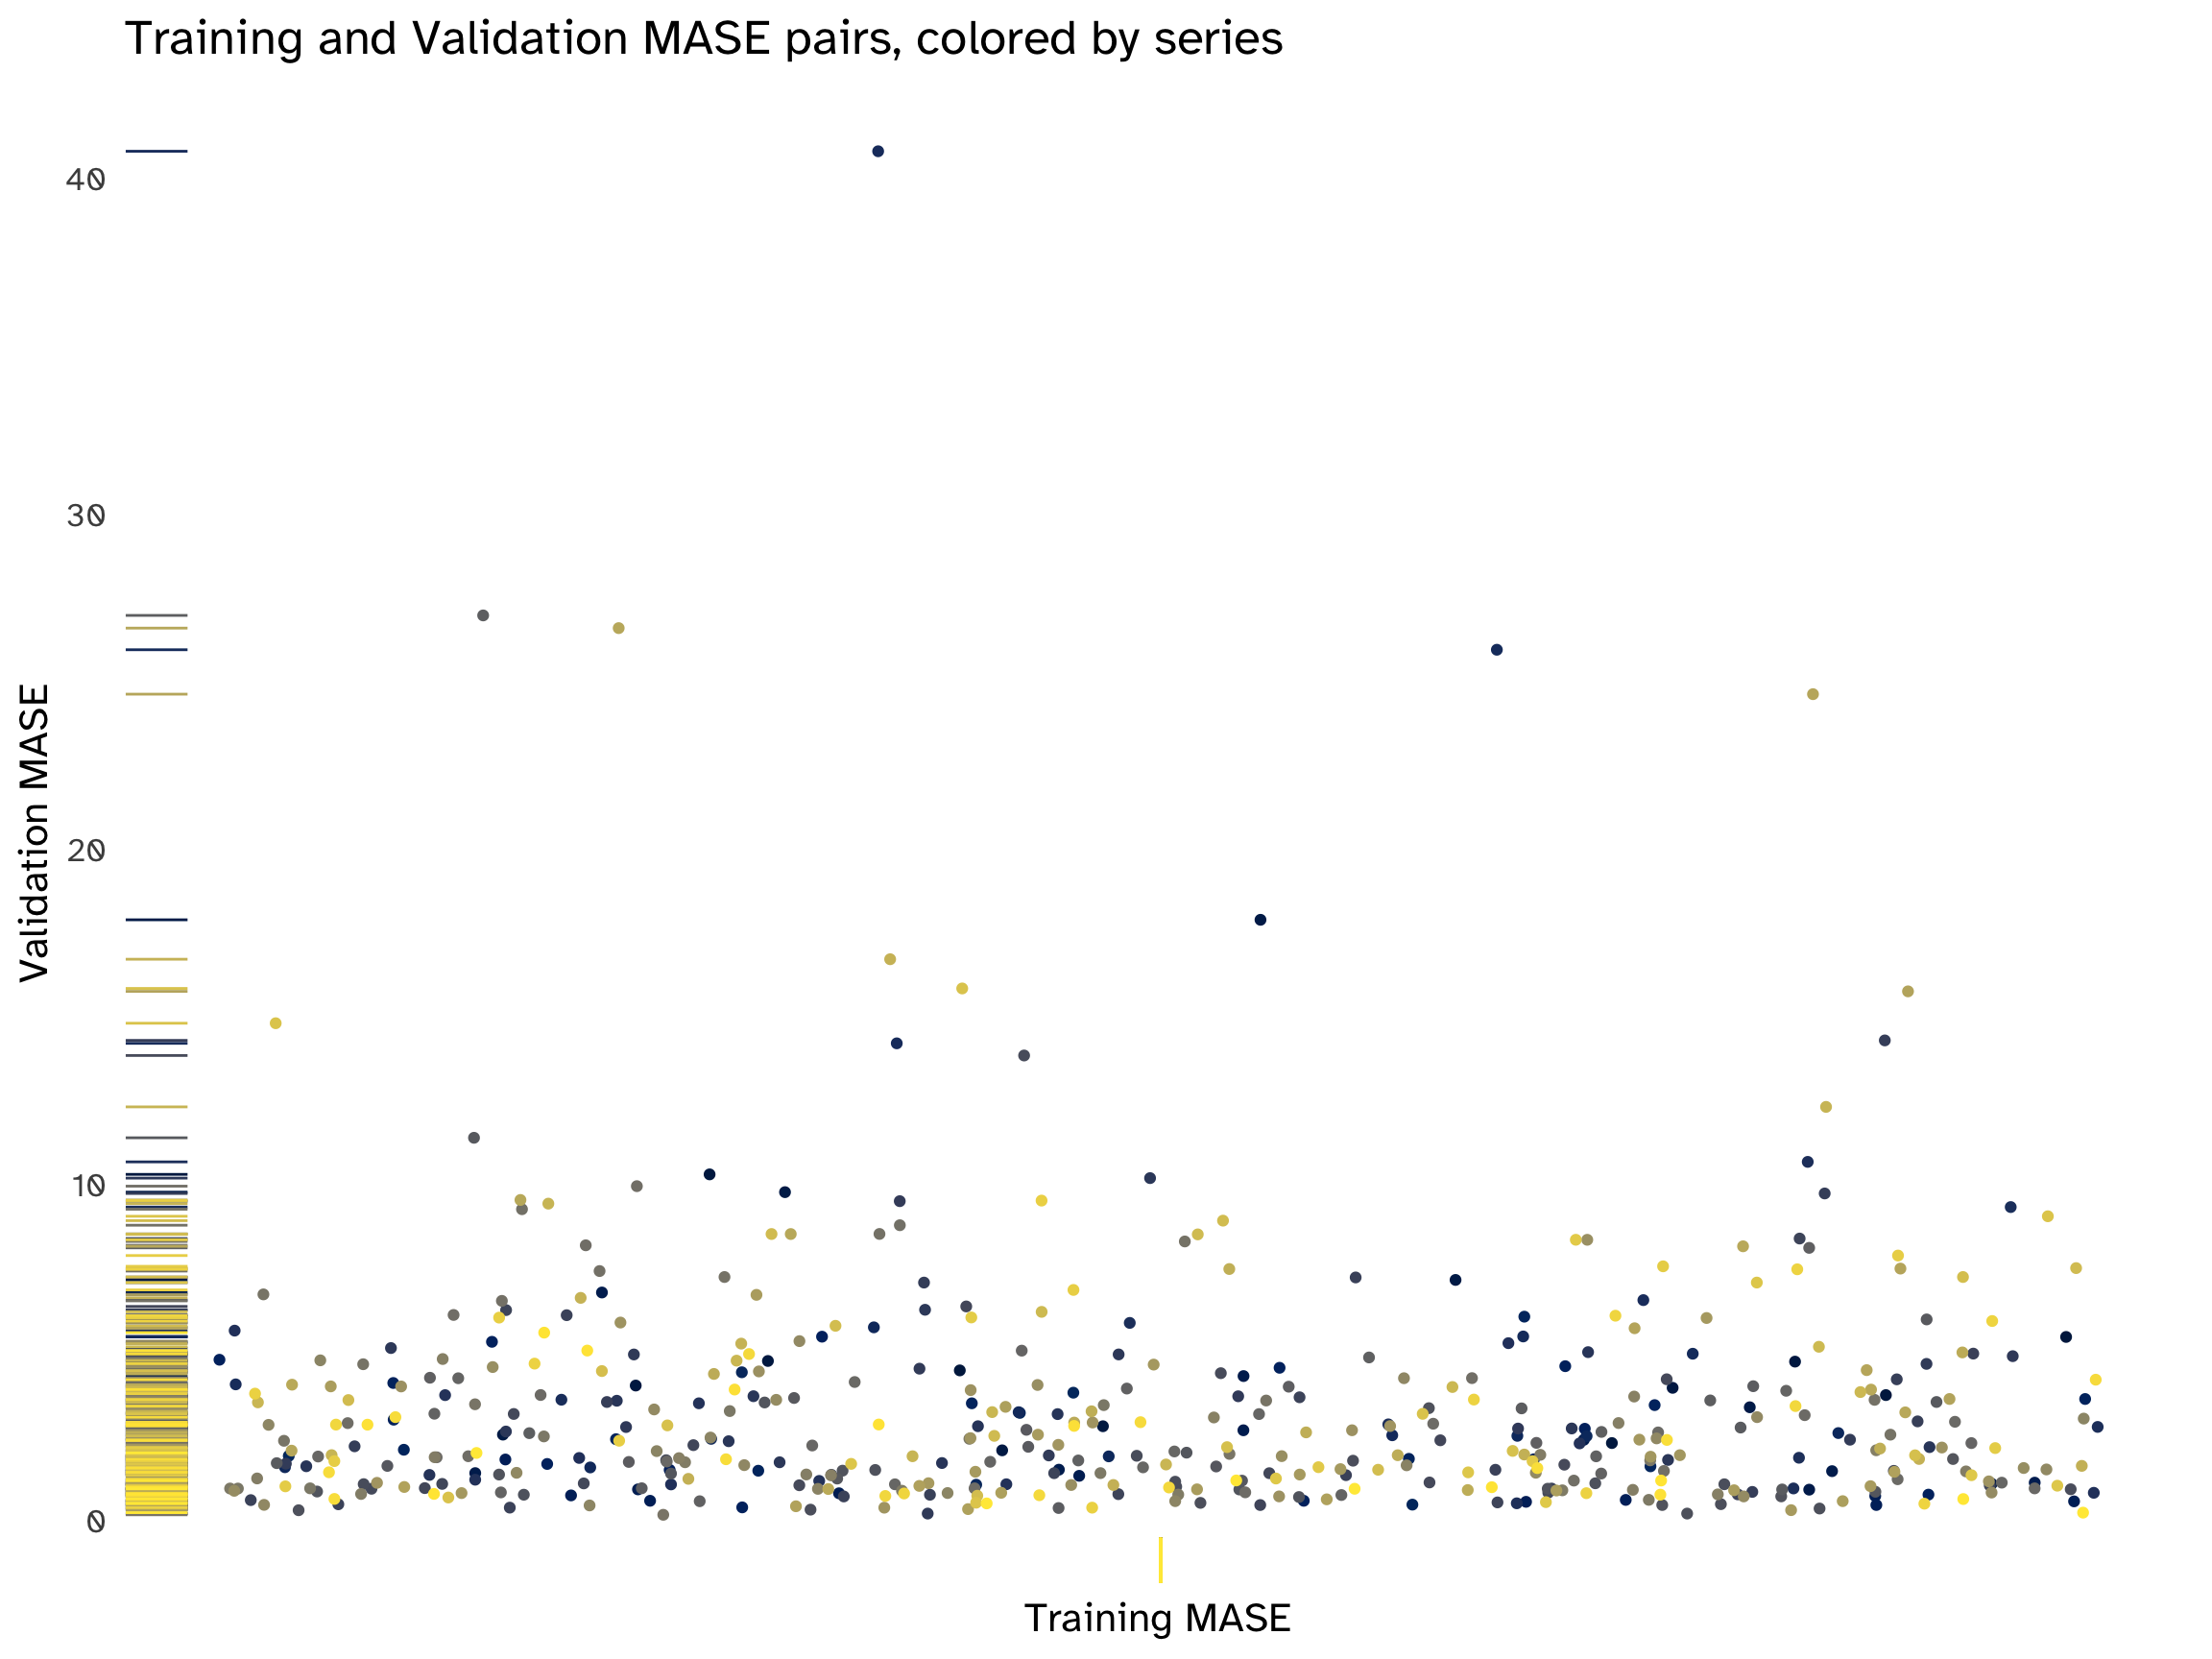 Training and Validation MASE pairs, colored by series
Validation MASE
40
30
20
10
0
Training MASE